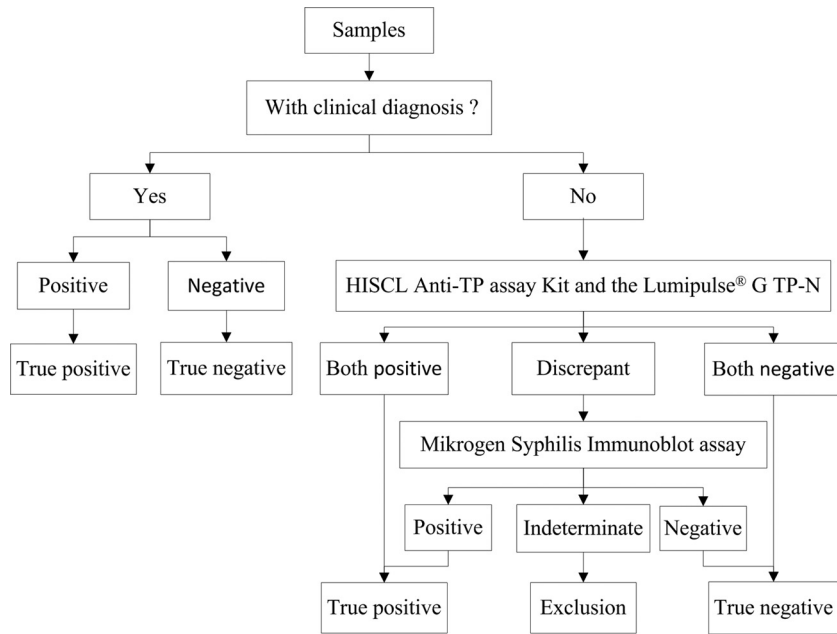 Samples
With clinical diagnosis ?
Yes
No
Positive
Negative
HISCL Anti-TP assay Kit and the Lumipulse® G TP-N
True positive
True negative
Both positive
Discrepant
Both negative
Mikrogen Syphilis Immunoblot assay
Positive
Indeterminate
Negative
True positive
Exclusion
True negative